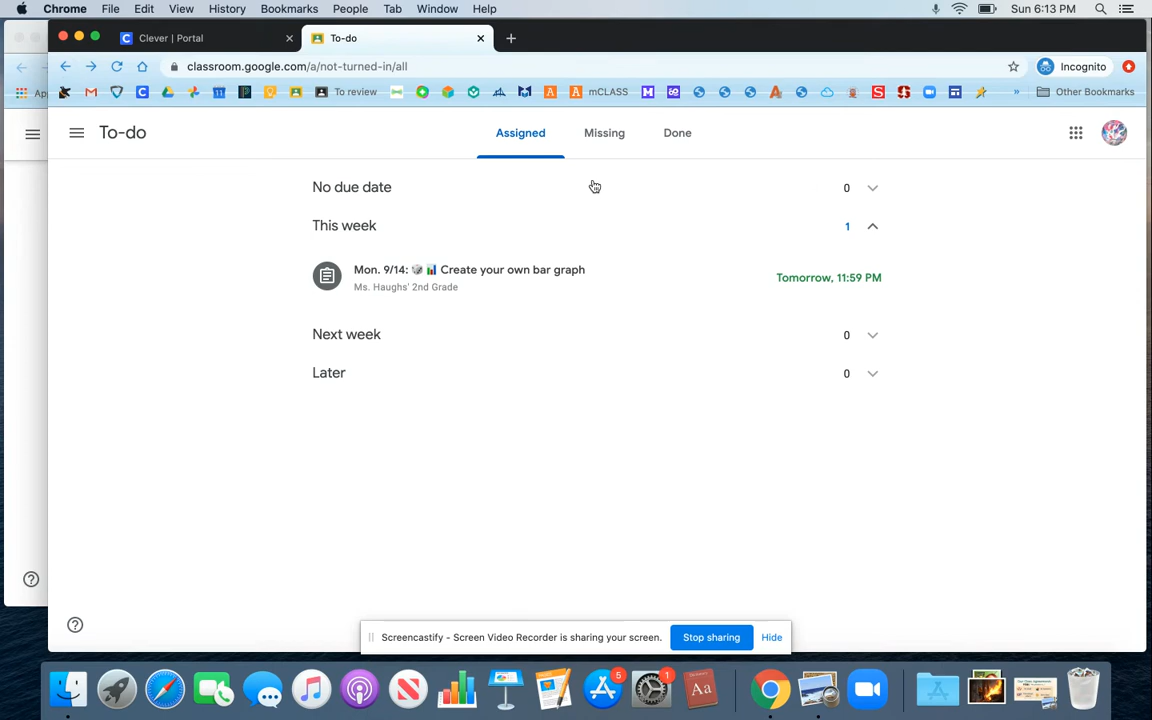 Chrome File Edit View History Bookmarks People Tab Window Help Sun 6:13 PM
Clever | Portal To-do
classroom.google.com/a/not-turned-in/all Incognito
To review mCLASS » Other Bookmarks
To-do Assigned Missing Done
No due date 0
This week 1
Mon. 9/14: 🎲 📊 Create your own bar graph
Ms. Haughs' 2nd Grade
Tomorrow, 11:59 PM
Next week 0
Later 0
Screencastify - Screen Video Recorder is sharing your screen. Stop sharing Hide
5
1
Aa